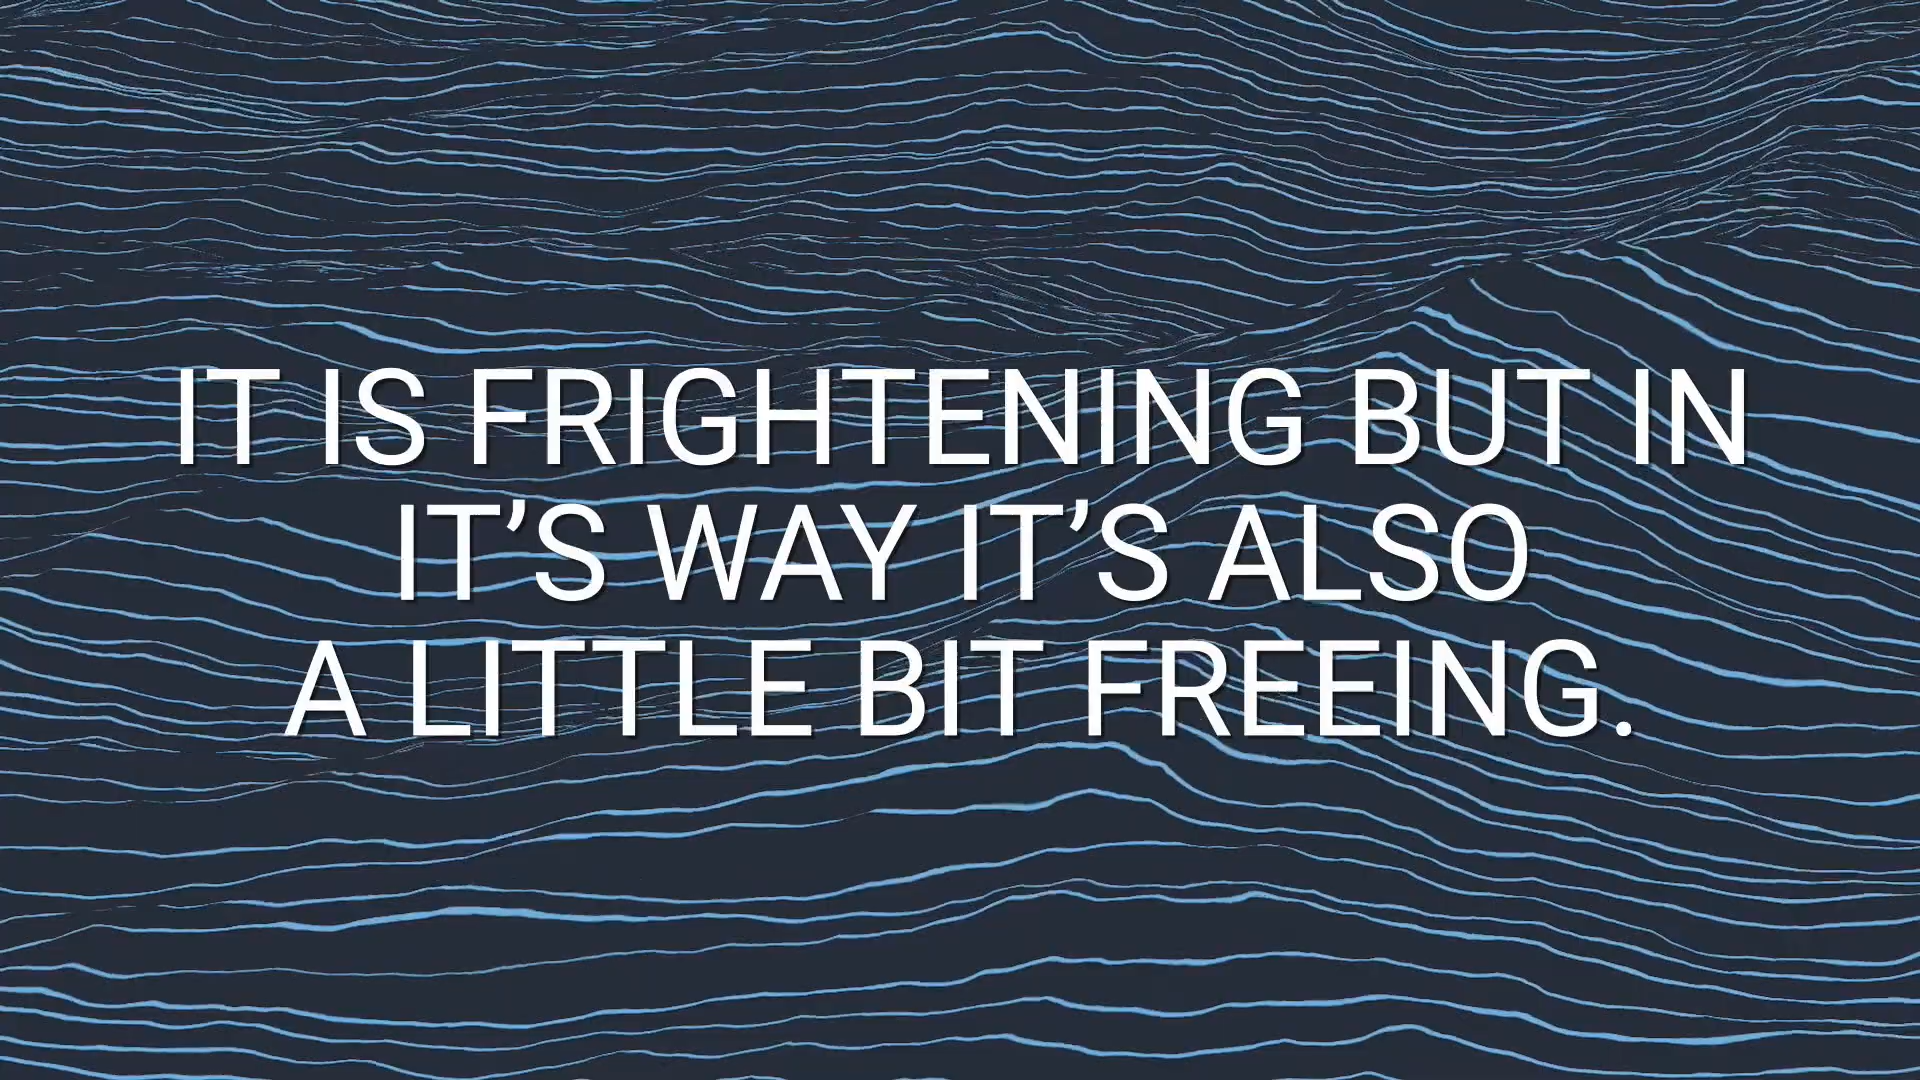 IT IS FRIGHTENING BUT IN
IT’S WAY IT’S ALSO
A LITTLE BIT FREEING.